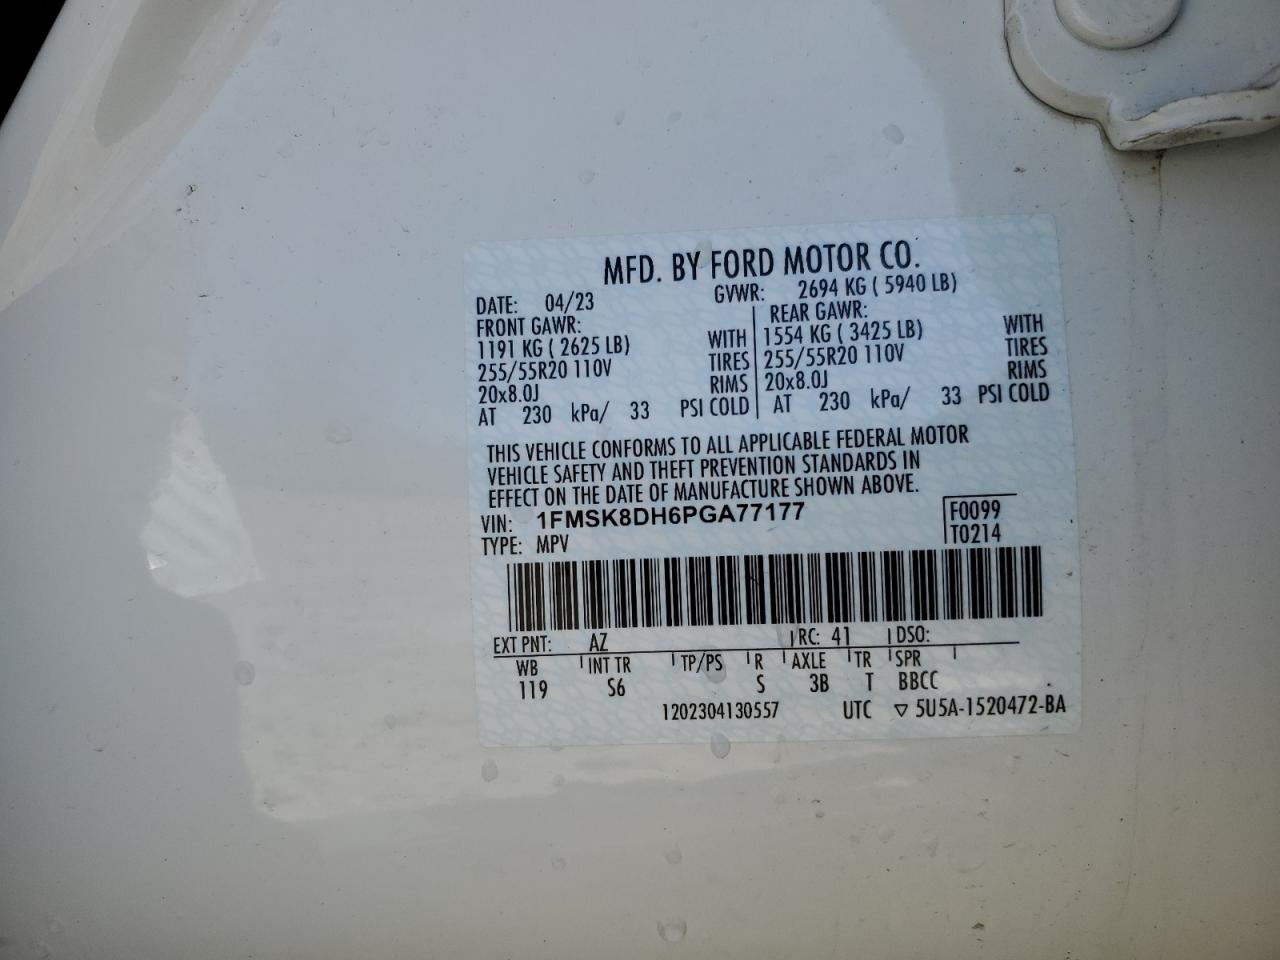 MFD. BY FORD MOTOR CO.
DATE: 04/23 GVWR: 2694 KG ( 5940 LB)
FRONT GAWR: REAR GAWR:
1191 KG ( 2625 LB) WITH 1554 KG ( 3425 LB) WITH
255/55R20 110V TIRES 255/55R20 110V TIRES
20x8.0J RIMS 20x8.0J RIMS
AT 230 kPa/ 33 PSI COLD AT 230 kPa/ 33 PSI COLD
THIS VEHICLE CONFORMS TO ALL APPLICABLE FEDERAL MOTOR
VEHICLE SAFETY AND THEFT PREVENTION STANDARDS IN
EFFECT ON THE DATE OF MANUFACTURE SHOWN ABOVE.
VIN: 1FMSK8DH6PGA77177 F0099
TYPE: MPV T0214
EXT PNT: AZ RC: 41 DSO:
WB INT TR TP/PS R AXLE TR SPR
119 S6 S 3B T BBCC
1202304130557 UTC ▽ 5U5A-1520472-BA